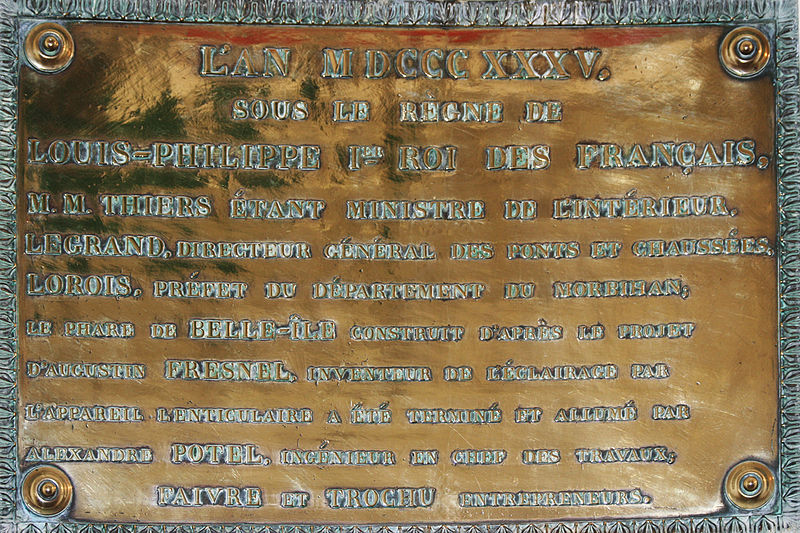 L'AN MDCCCXXXV.
SOUS LE RÈGNE DE
LOUIS-PHILIPPE Iᴱᴿ ROI DES FRANÇAIS,
M.M. THIERS ÉTANT MINISTRE DE L'INTÉRIEUR.
LEGRAND, DIRECTEUR GÉNÉRAL DES PONTS ET CHAUSSÉES,
LOROIS, PRÉFET DU DÉPARTEMENT DU MORBIHAN,
LE PHARE DE BELLE-ÎLE CONSTRUIT D'APRÈS LE PROJET
D'AUGUSTIN FRESNEL, INVENTEUR DE L'ÉCLAIRAGE PAR
L'APPAREIL LENTICULAIRE A ÉTÉ TERMINÉ ET ALLUMÉ PAR
ALEXANDRE POTEL, INGÉNIEUR EN CHEF DES TRAVAUX,
FAIVRE ET TROCHU ENTREPRENEURS.